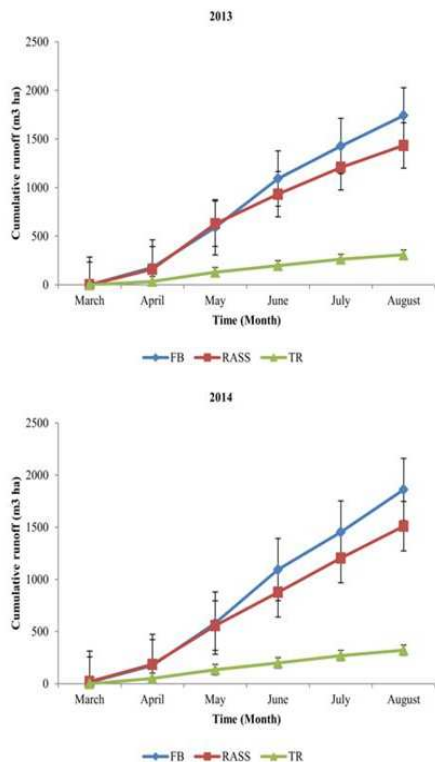 2013
2500
2000
1500
1000
500
0
Cumulative runoff (m3 ha)
March April May June July August
Time (Month)
FB RASS TR
2014
2500
2000
1500
1000
500
0
Cumulative runoff (m3 ha)
March April May June July August
Time (Month)
FB RASS TR